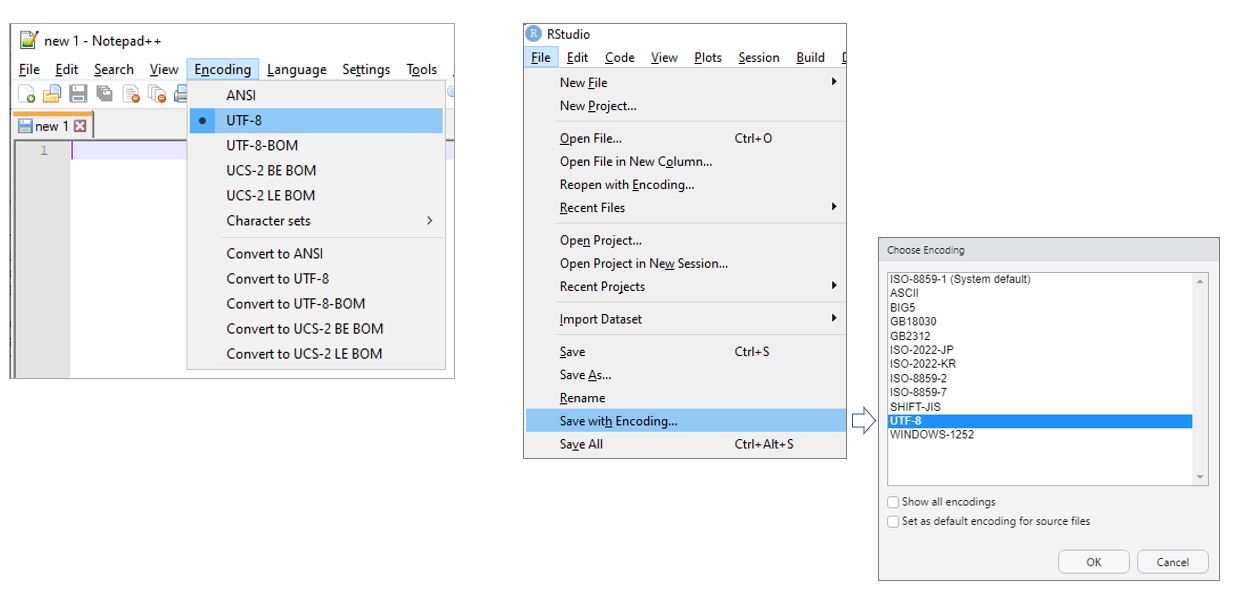 new 1 - Notepad++
File Edit Search View Encoding Language Settings Tools
new 1
1
ANSI
UTF-8
UTF-8-BOM
UCS-2 BE BOM
UCS-2 LE BOM
Character sets
Convert to ANSI
Convert to UTF-8
Convert to UTF-8-BOM
Convert to UCS-2 BE BOM
Convert to UCS-2 LE BOM
R RStudio
File Edit Code View Plots Session Build
New File
New Project...
Open File... Ctrl+O
Open File in New Column...
Reopen with Encoding...
Recent Files
Open Project...
Open Project in New Session...
Recent Projects
Import Dataset
Save Ctrl+S
Save As...
Rename
Save with Encoding...
Save All Ctrl+Alt+S
Choose Encoding
ISO-8859-1 (System default)
ASCII
BIG5
GB18030
GB2312
ISO-2022-JP
ISO-2022-KR
ISO-8859-2
ISO-8859-7
SHIFT-JIS
UTF-8
WINDOWS-1252
Show all encodings
Set as default encoding for source files
OK Cancel